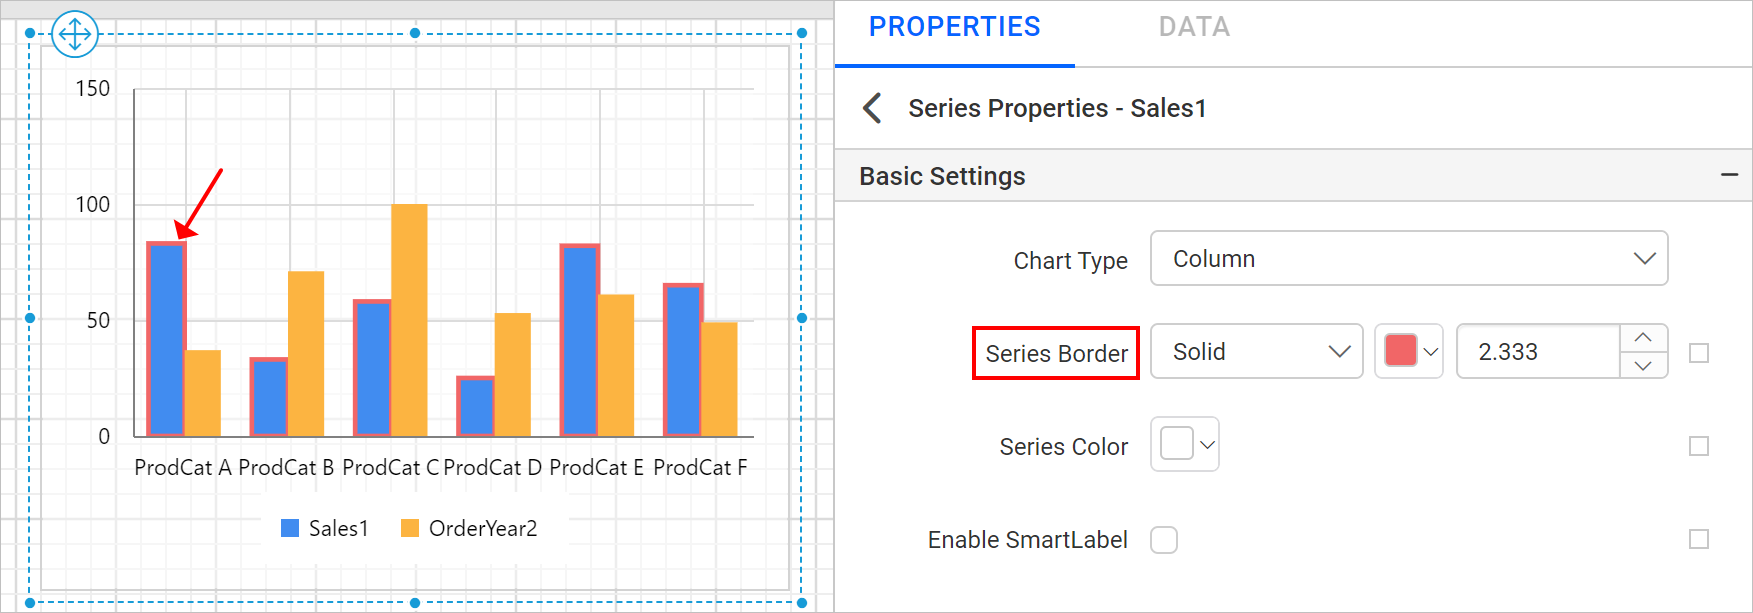 150
100
50
0
ProdCat A ProdCat B ProdCat C ProdCat D ProdCat E ProdCat F
Sales1 OrderYear2
PROPERTIES DATA
Series Properties - Sales1
Basic Settings
Chart Type Column
Series Border Solid 2.333
Series Color
Enable SmartLabel